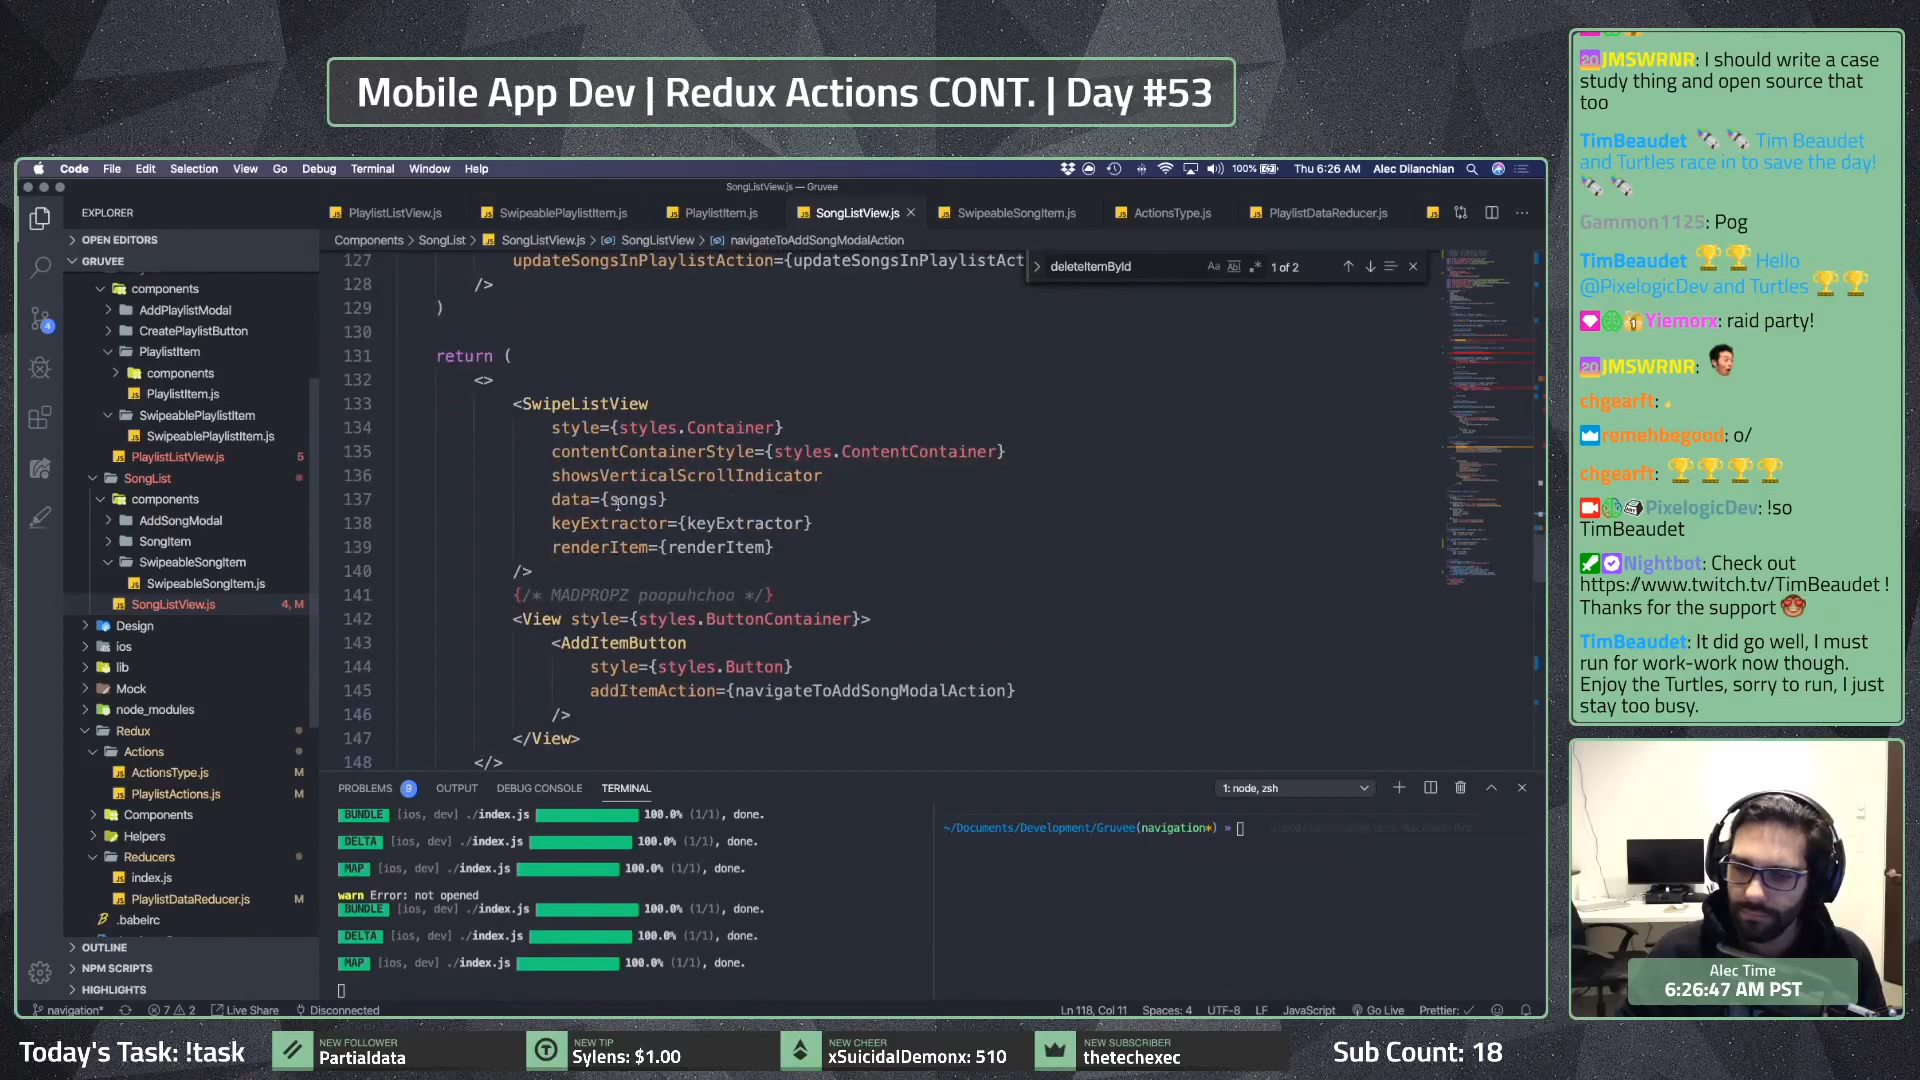 Mobile App Dev | Redux Actions CONT. | Day #53
Code File Edit Selection View Go Debug Terminal Window Help
100% Thu 6:26 AM Alec Dilanchian
SongListView.js — Gruvee
EXPLORER
PlaylistListView.js SwipeablePlaylistItem.js PlaylistItem.js SongListView.js SwipeableSongItem.js ActionsType.js PlaylistDataReducer.js
Components > SongList > SongListView.js > SongListView > navigateToAddSongModalAction
OPEN EDITORS
GRUVEE
components
AddPlaylistModal
CreatePlaylistButton
PlaylistItem
components
PlaylistItem.js
SwipeablePlaylistItem
SwipeablePlaylistItem.js
PlaylistListView.js 5
SongList
components
AddSongModal
SongItem
SwipeableSongItem
SwipeableSongItem.js
SongListView.js 4, M
Design
ios
lib
Mock
node_modules
Redux
Actions
ActionsType.js M
PlaylistActions.js M
Components
Helpers
Reducers
index.js
PlaylistDataReducer.js M
.babelrc
OUTLINE
NPM SCRIPTS
HIGHLIGHTS
deleteItemById 1 of 2
127 updateSongsInPlaylistAction={updateSongsInPlaylistAct
128 />
129 )
130
131 return (
132 <>
133 <SwipeListView
134 style={styles.Container}
135 contentContainerStyle={styles.ContentContainer}
136 showsVerticalScrollIndicator
137 data={songs}
138 keyExtractor={keyExtractor}
139 renderItem={renderItem}
140 />
141 {/* MADPROPZ poopuhchoo */}
142 <View style={styles.ButtonContainer}>
143 <AddItemButton
144 style={styles.Button}
145 addItemAction={navigateToAddSongModalAction}
146 />
147 </View>
148 </>
PROBLEMS 9 OUTPUT DEBUG CONSOLE TERMINAL 1: node, zsh
BUNDLE [ios, dev] ./index.js 100.0% (1/1), done.
DELTA [ios, dev] ./index.js 100.0% (1/1), done.
MAP [ios, dev] ./index.js 100.0% (1/1), done.
warn Error: not opened
BUNDLE [ios, dev] ./index.js 100.0% (1/1), done.
DELTA [ios, dev] ./index.js 100.0% (1/1), done.
MAP [ios, dev] ./index.js 100.0% (1/1), done.
~/Documents/Development/Gruvee(navigation*) »
navigation* 7 2 Live Share Disconnected
Ln 118, Col 11 Spaces: 4 UTF-8 LF JavaScript Go Live Prettier: ✓
JMSWRNR: I should write a case
study thing and open source that
too
TimBeaudet Tim Beaudet
and Turtles race in to save the day!
Gammon1125: Pog
TimBeaudet Hello
@PixelogicDev and Turtles
Yiemorx: raid party!
JMSWRNR:
chgearft:
remehbegood: o/
chgearft:
PixelogicDev: !so
TimBeaudet
Nightbot: Check out
https://www.twitch.tv/TimBeaudet !
Thanks for the support
TimBeaudet: It did go well, I must
run for work-work now though.
Enjoy the Turtles, sorry to run, I just
stay too busy.
Alec Time
6:26:47 AM PST
Today's Task: !task
NEW FOLLOWER
Partialdata
NEW TIP
Sylens: $1.00
NEW CHEER
xSuicidalDemonx: 510
NEW SUBSCRIBER
thetechexec
Sub Count: 18